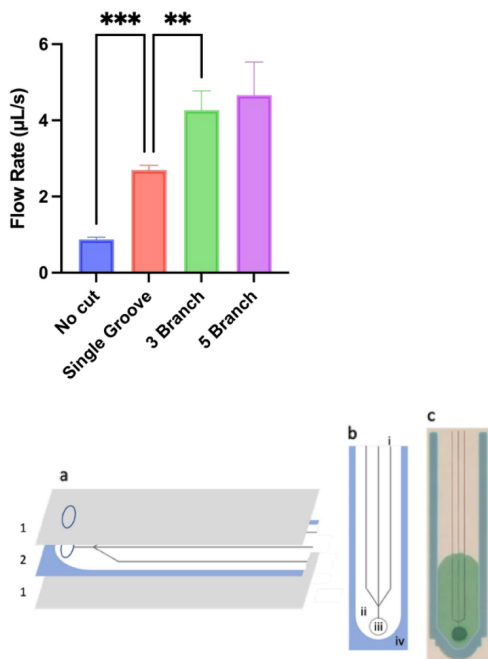 *** **
6
4
2
0
Flow Rate (µL/s)
No cut
Single Groove
3 Branch
5 Branch
a
1
2
1
b
i
ii
iii
iv
c